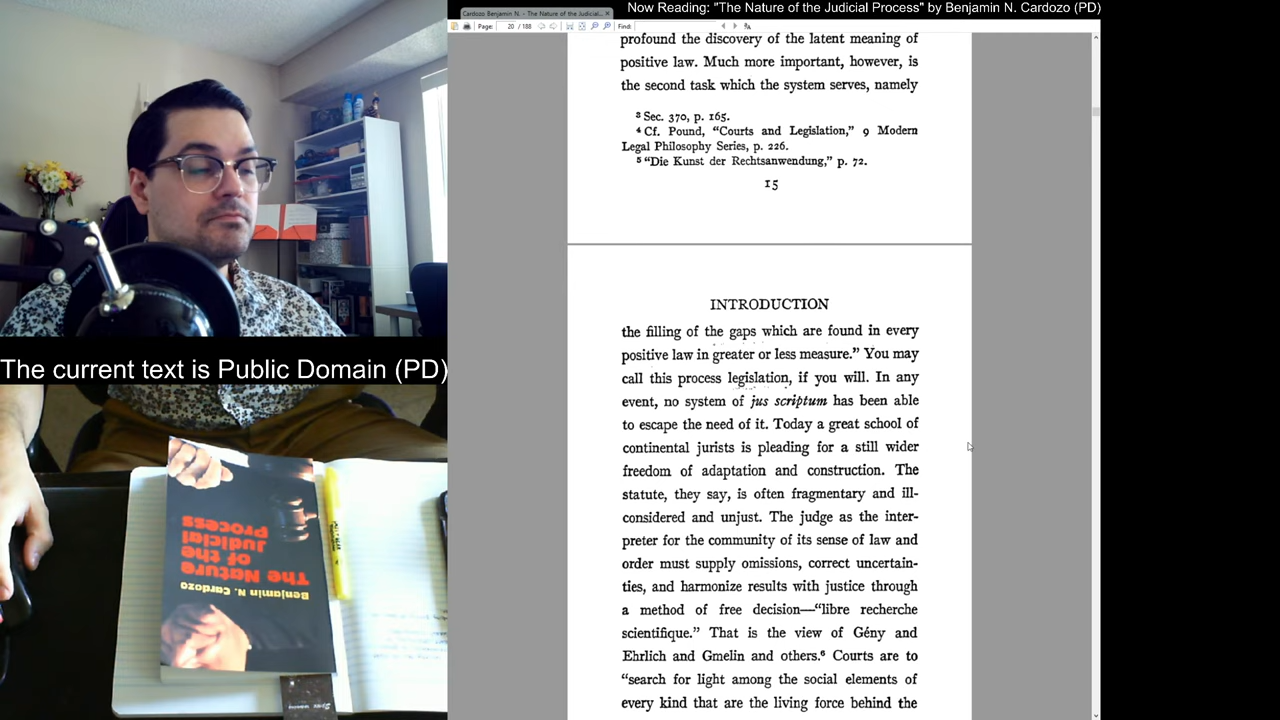 Now Reading: "The Nature of the Judicial Process" by Benjamin N. Cardozo (PD)
Cardozo Benjamin N. - The Nature of the Judicial...
Page: 20 / 188 Find:
profound the discovery of the latent meaning of
positive law. Much more important, however, is
the second task which the system serves, namely
³ Sec. 370, p. 165.
⁴ Cf. Pound, “Courts and Legislation,” 9 Modern
Legal Philosophy Series, p. 226.
⁵ “Die Kunst der Rechtsanwendung,” p. 72.
15
INTRODUCTION
the filling of the gaps which are found in every
positive law in greater or less measure.” You may
call this process legislation, if you will. In any
event, no system of jus scriptum has been able
to escape the need of it. Today a great school of
continental jurists is pleading for a still wider
freedom of adaptation and construction. The
statute, they say, is often fragmentary and ill-
considered and unjust. The judge as the inter-
preter for the community of its sense of law and
order must supply omissions, correct uncertain-
ties, and harmonize results with justice through
a method of free decision—“libre recherche
scientifique.” That is the view of Gény and
Ehrlich and Gmelin and others.⁶ Courts are to
“search for light among the social elements of
every kind that are the living force behind the
The current text is Public Domain (PD)
The Nature
of the
Judicial
Process
Benjamin N. Cardozo